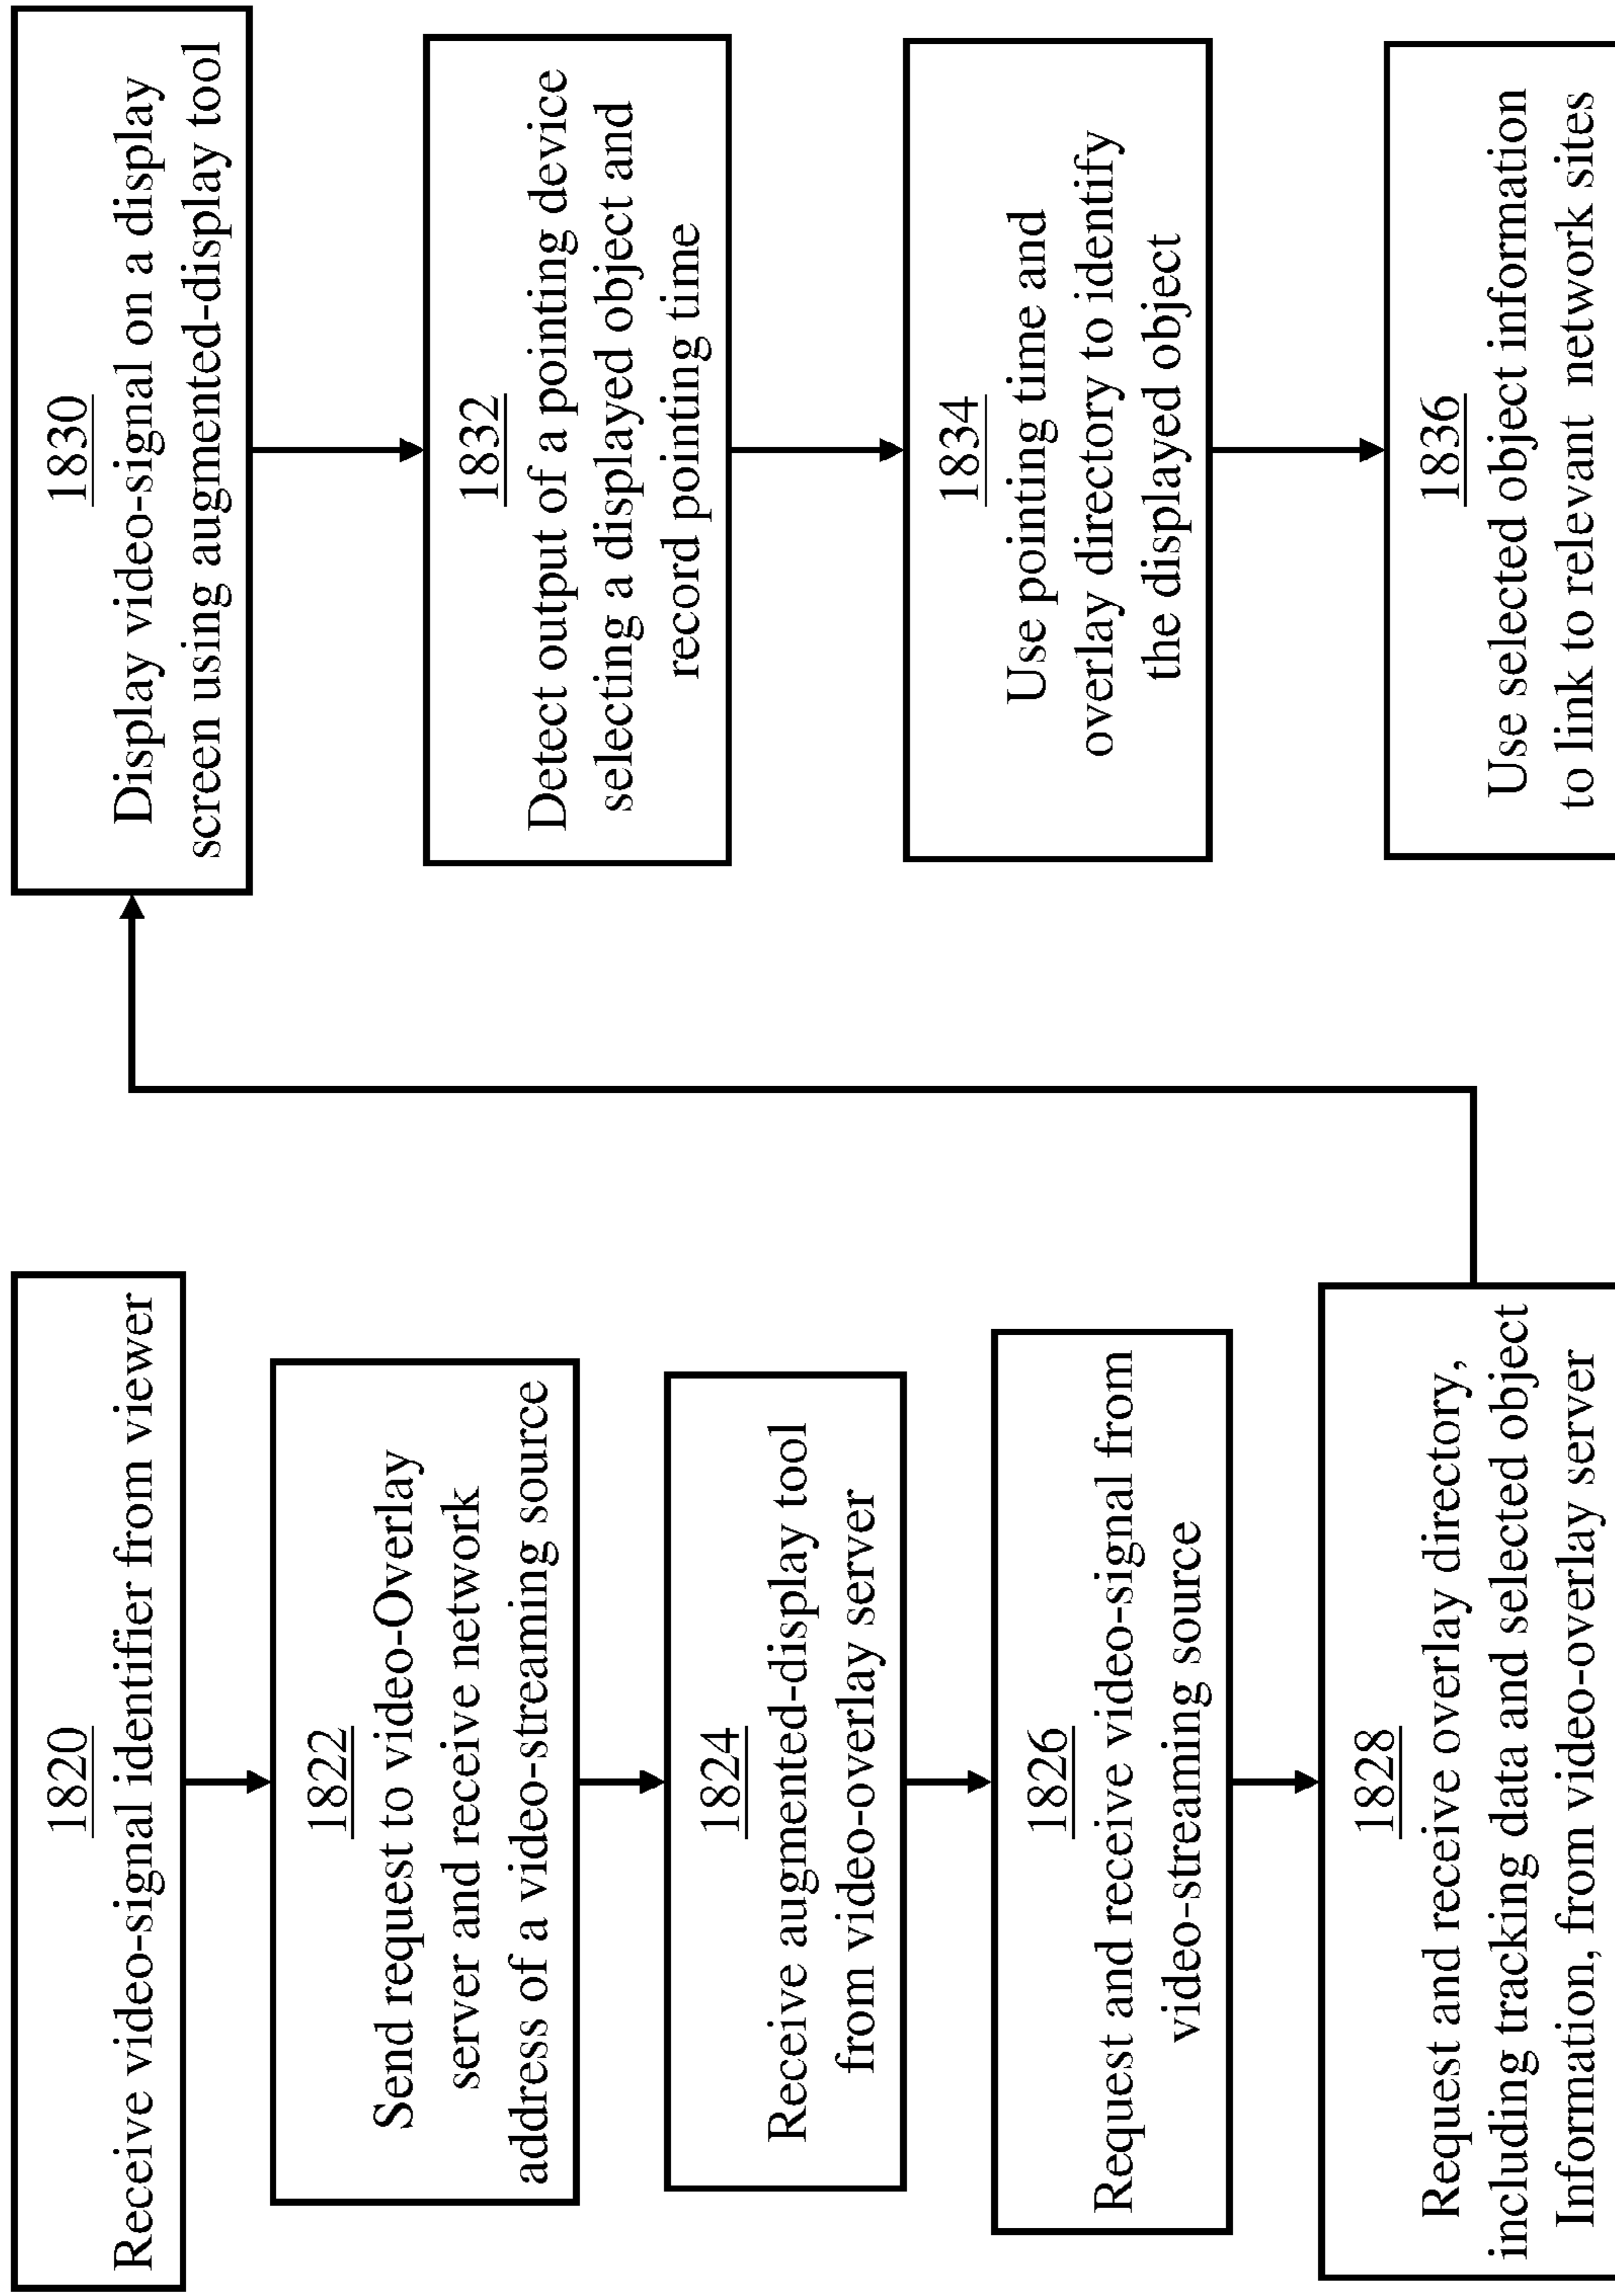 1820
Receive video-signal identifier from viewer
1822
Send request to video-Overlay
server and receive network
address of a video-streaming source
1824
Receive augmented-display tool
from video-overlay server
1826
Request and receive video-signal from
video-streaming source
1828
Request and receive overlay directory,
including tracking data and selected object
Information, from video-overlay server
1830
Display video-signal on a display
screen using augmented-display tool
1832
Detect output of a pointing device
selecting a displayed object and
record pointing time
1834
Use pointing time and
overlay directory to identify
the displayed object
1836
Use selected object information
to link to relevant network sites